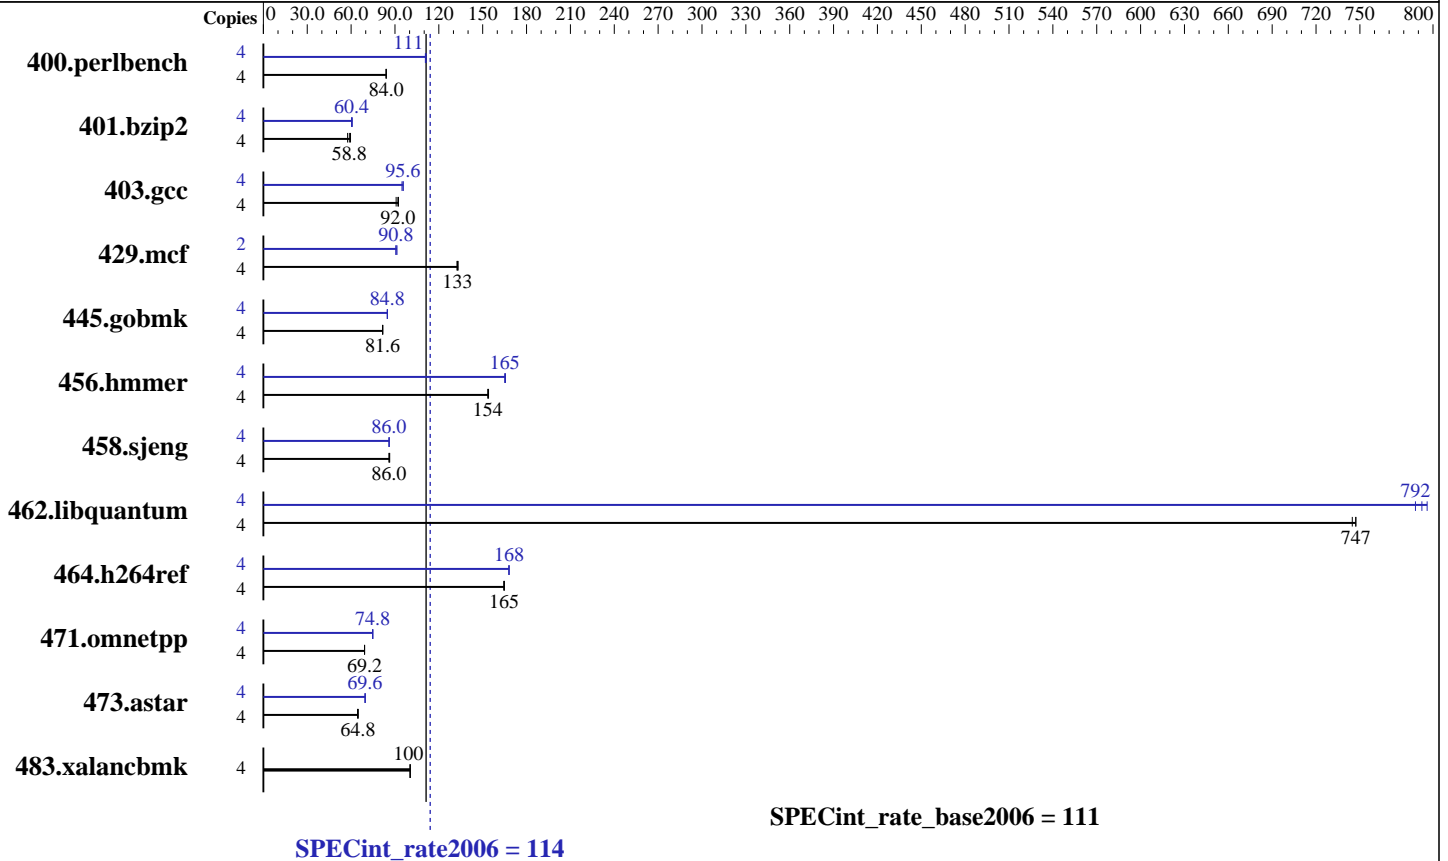 Copies 0 30.0 60.0 90.0 120 150 180 210 240 270 300 330 360 390 420 450 480 510 540 570 600 630 660 690 720 750 800
400.perlbench 4 111
4 84.0
401.bzip2 4 60.4
4 58.8
403.gcc 4 95.6
4 92.0
429.mcf 2 90.8
4 133
445.gobmk 4 84.8
4 81.6
456.hmmer 4 165
4 154
458.sjeng 4 86.0
4 86.0
462.libquantum 4 792
4 747
464.h264ref 4 168
4 165
471.omnetpp 4 74.8
4 69.2
473.astar 4 69.6
4 64.8
483.xalancbmk 4 100
SPECint_rate_base2006 = 111
SPECint_rate2006 = 114